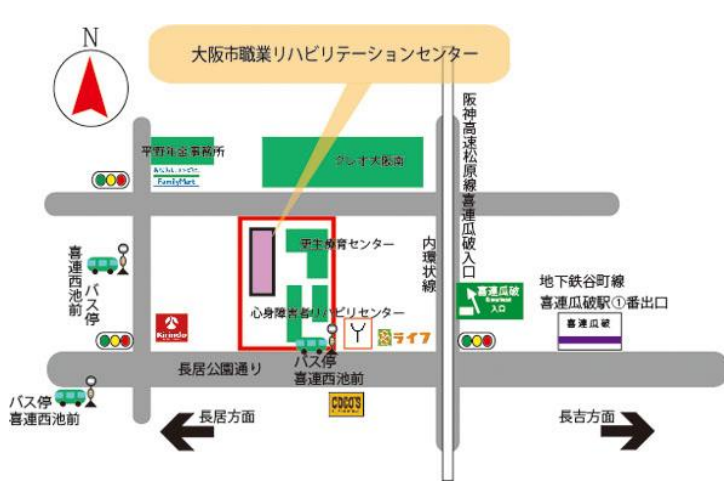 N
大阪市職業リハビリテーションセンター
平野年金事務所
FamilyMart
クレオ大阪南
阪神高速松原線喜連瓜破入口
内環状線
更生療育センター
心身障害者リハビリセンター
バス停
喜連西池前
喜連瓜破
入口
地下鉄谷町線
喜連瓜破駅①番出口
喜連瓜破
Kirindo
ライフ
長居公園通り
バス停
喜連西池前
バス停
喜連西池前
COCO'S
長居方面
長吉方面